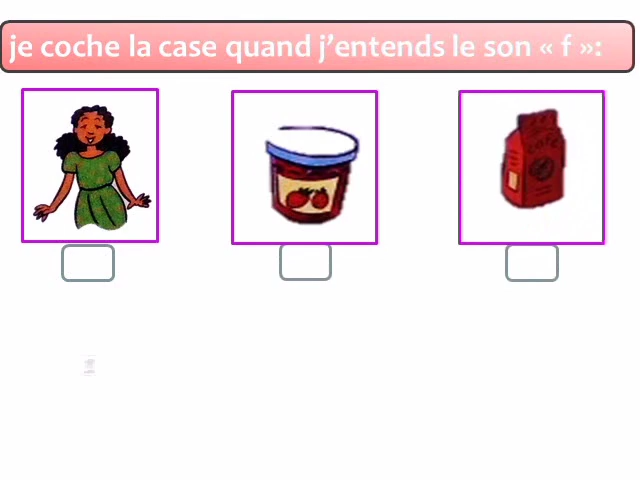 je coche la case quand j’entends le son « f »:
café